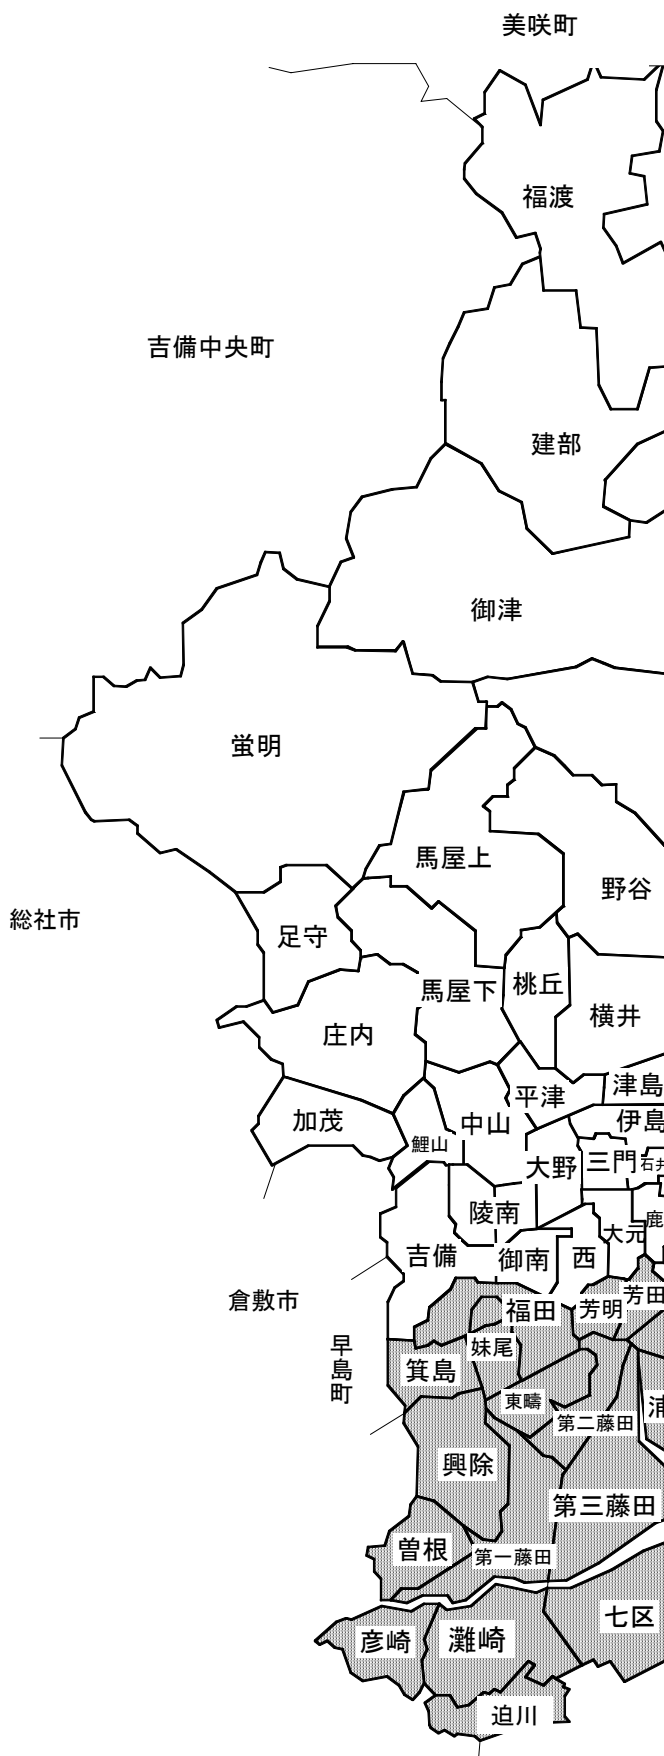 美咲町
福渡
吉備中央町
建部
御津
蛍明
馬屋上
野谷
総社市
足守
桃丘
馬屋下
横井
庄内
津島
平津
加茂
中山
伊島
鯉山
三門
石井
大野
陵南
鹿
大元
吉備
御南
西
倉敷市
芳田
福田
芳明
早島町
妹尾
箕島
東疇
浦
第二藤田
興除
第三藤田
曽根
第一藤田
七区
彦崎
灘崎
迫川